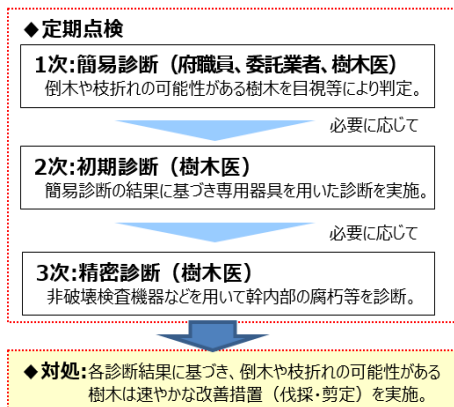 ◆定期点検
1次:簡易診断（府職員、委託業者、樹木医）
倒木や枝折れの可能性がある樹木を目視等により判定。
必要に応じて
2次:初期診断（樹木医）
簡易診断の結果に基づき専用器具を用いた診断を実施。
必要に応じて
3次:精密診断（樹木医）
非破壊検査機器などを用いて幹内部の腐朽等を診断。
◆対処:各診断結果に基づき、倒木や枝折れの可能性がある
樹木は速やかな改善措置（伐採・剪定）を実施。